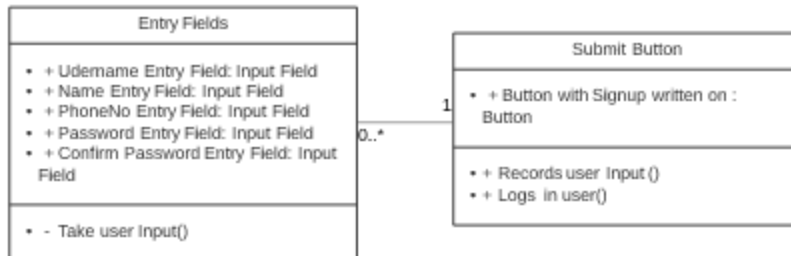 Entry Fields
• + Udername Entry Field: Input Field
• + Name Entry Field: Input Field
• + PhoneNo Entry Field: Input Field
• + Password Entry Field: Input Field
• + Confirm Password Entry Field: Input
Field
• - Take user Input()
0..*
1
Submit Button
• + Button with Signup written on :
Button
• + Records user Input ()
• + Logs in user()